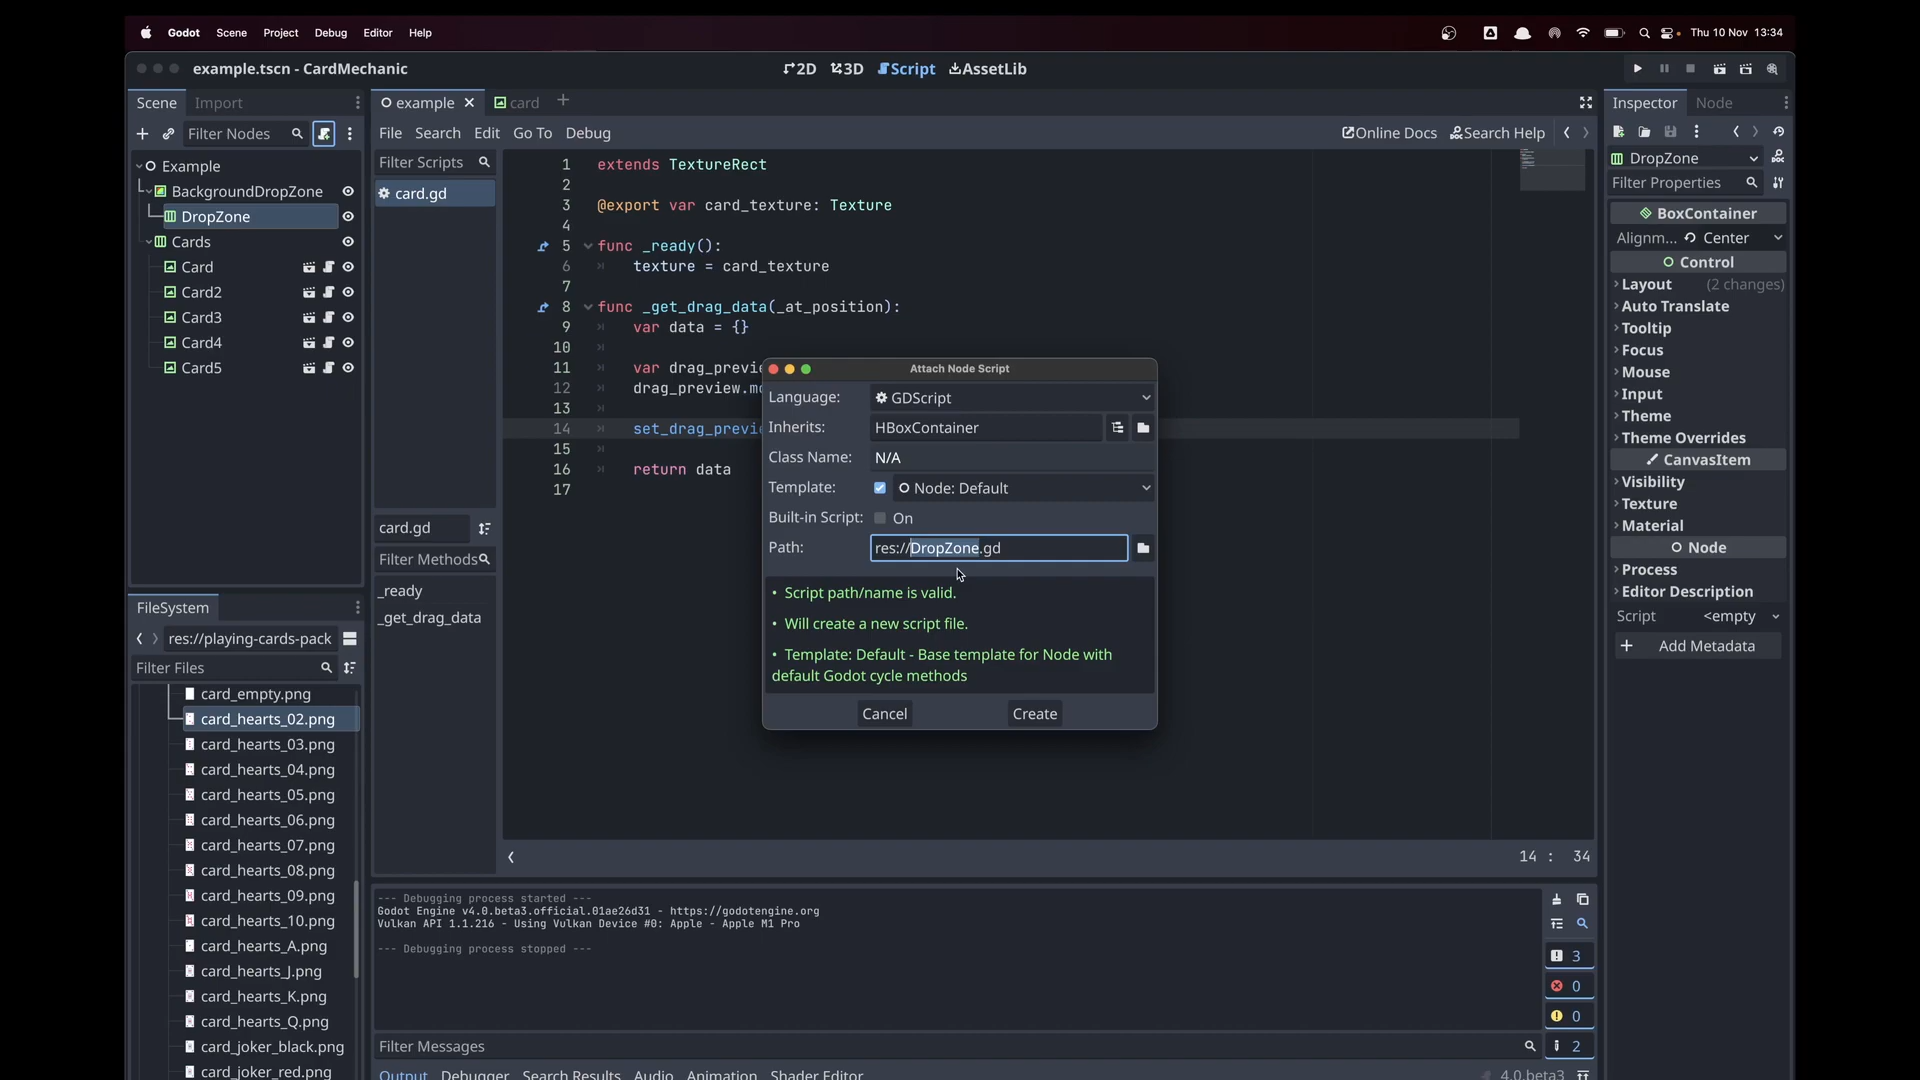 Godot Scene Project Debug Editor Help
Thu 10 Nov 13:34
example.tscn - CardMechanic
2D 3D Script AssetLib
Scene Import
Filter Nodes
Example
BackgroundDropZone
DropZone
Cards
Card
Card2
Card3
Card4
Card5
FileSystem
res://playing-cards-pack
Filter Files
card_empty.png
card_hearts_02.png
card_hearts_03.png
card_hearts_04.png
card_hearts_05.png
card_hearts_06.png
card_hearts_07.png
card_hearts_08.png
card_hearts_09.png
card_hearts_10.png
card_hearts_A.png
card_hearts_J.png
card_hearts_K.png
card_hearts_Q.png
card_joker_black.png
card_joker_red.png
example card
File Search Edit Go To Debug
Online Docs Search Help
Filter Scripts
card.gd
card.gd
Filter Methods
_ready
_get_drag_data
1 extends TextureRect
2
3 @export var card_texture: Texture
4
5 func _ready():
6 texture = card_texture
7
8 func _get_drag_data(_at_position):
9 var data = {}
10
11 var drag_previe
12 drag_preview.mo
13
14 set_drag_previe
15
16 return data
17
Attach Node Script
Language: GDScript
Inherits: HBoxContainer
Class Name: N/A
Template: Node: Default
Built-in Script: On
Path: res://DropZone.gd
• Script path/name is valid.
• Will create a new script file.
• Template: Default - Base template for Node with
default Godot cycle methods
Cancel Create
14 : 34
--- Debugging process started ---
Godot Engine v4.0.beta3.official.01ae26d31 - https://godotengine.org
Vulkan API 1.1.216 - Using Vulkan Device #0: Apple - Apple M1 Pro
--- Debugging process stopped ---
3
0
0
2
Filter Messages
Output Debugger Search Results Audio Animation Shader Editor
4.0.beta3
Inspector Node
DropZone
Filter Properties
BoxContainer
Alignm... Center
Control
Layout (2 changes)
Auto Translate
Tooltip
Focus
Mouse
Input
Theme
Theme Overrides
CanvasItem
Visibility
Texture
Material
Node
Process
Editor Description
Script <empty
Add Metadata